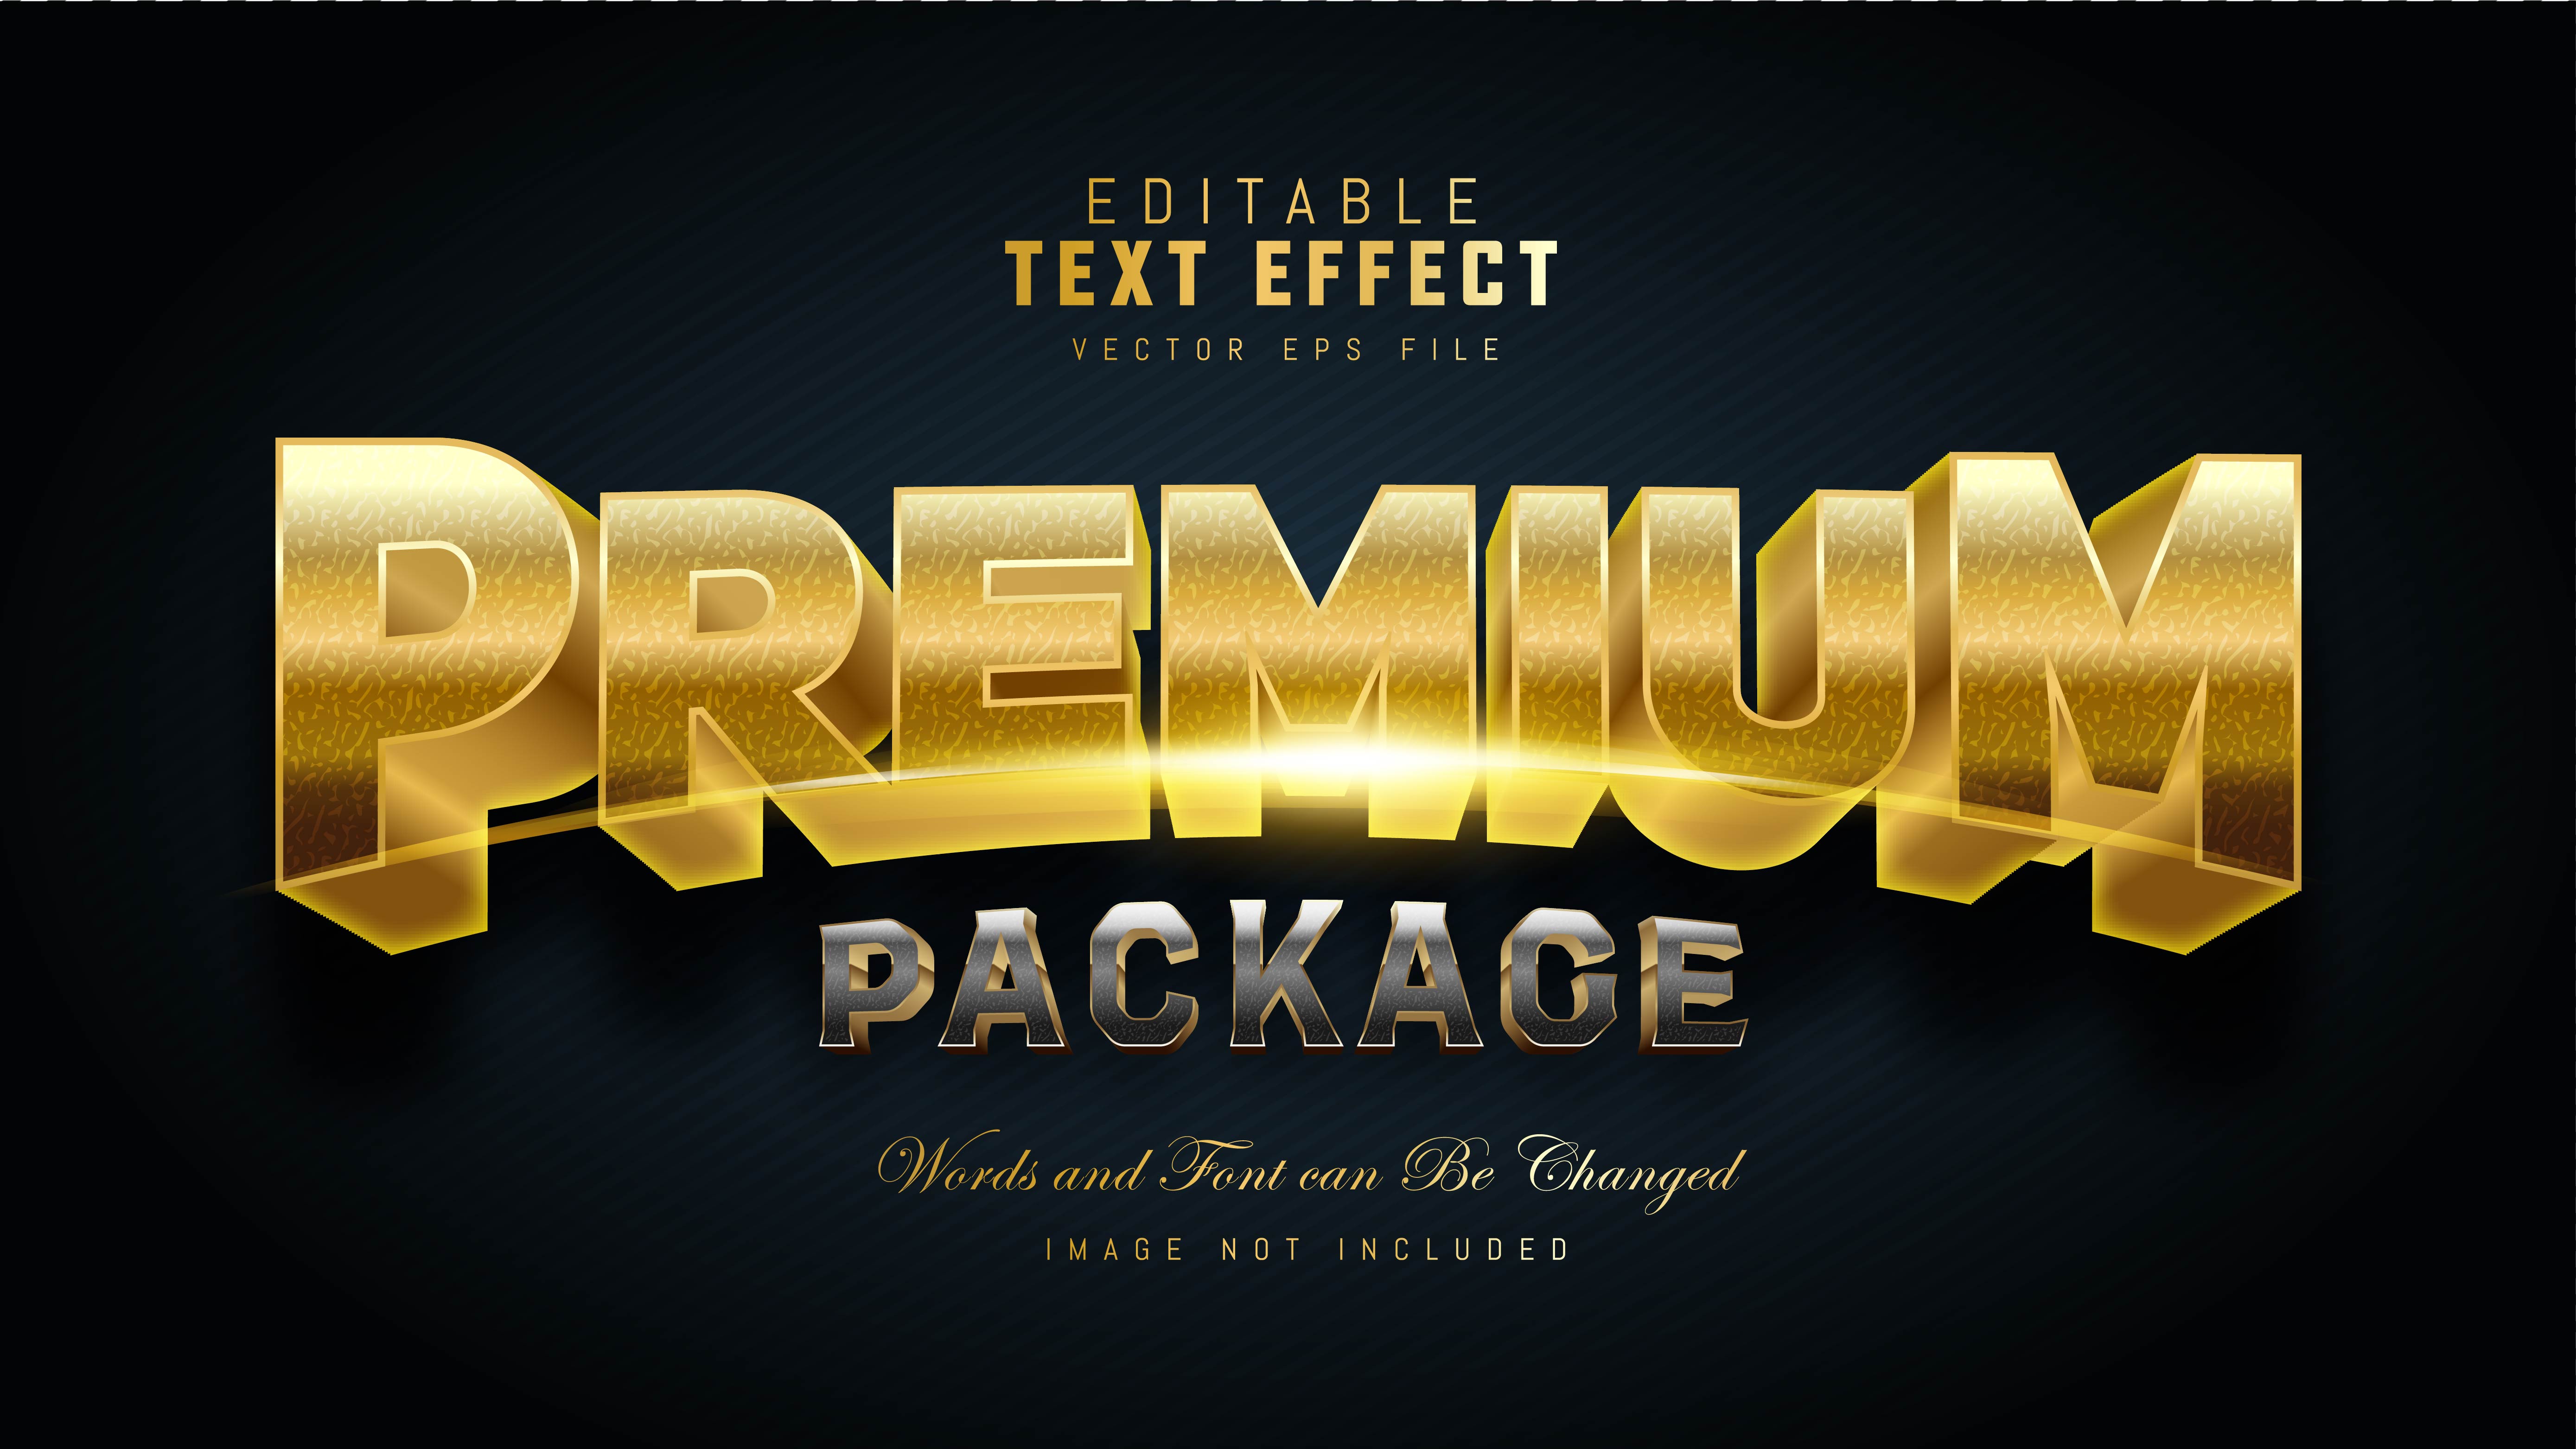 EDITABLE
TEXT EFFECT
VECTOR EPS FILE
PREMIUM
PACKAGE
Words and Font can Be Changed
IMAGE NOT INCLUDED